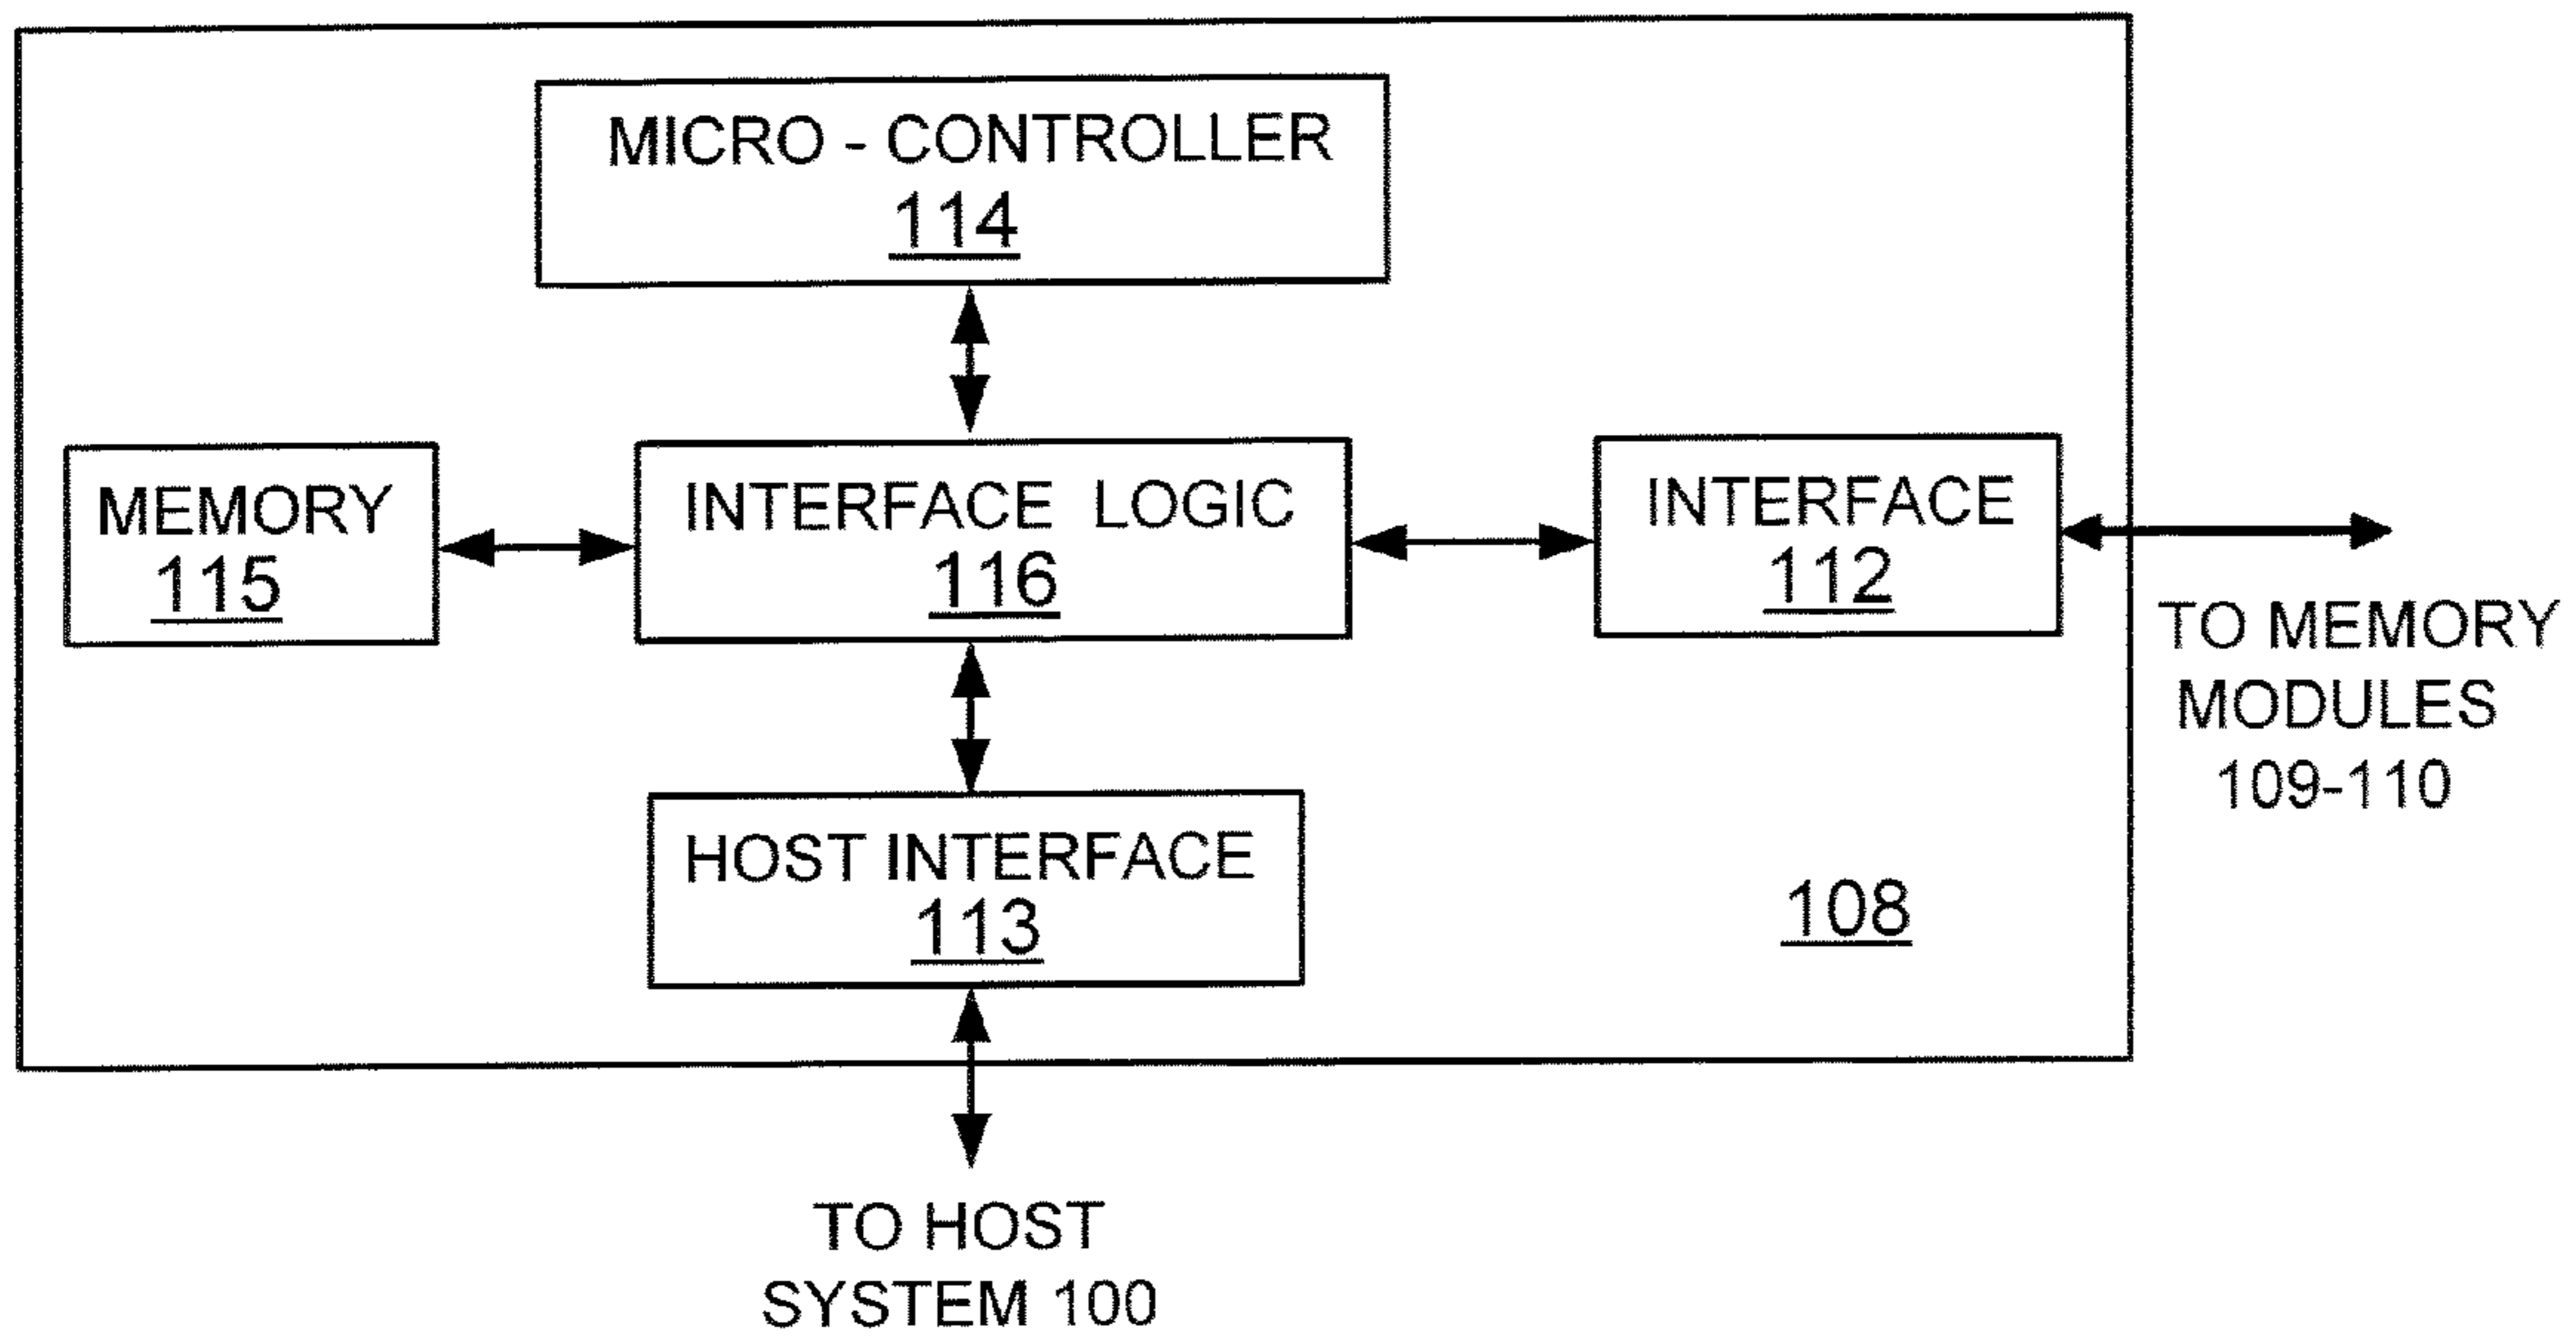 MICRO - CONTROLLER
114
MEMORY
115
INTERFACE LOGIC
116
INTERFACE
112
TO MEMORY
MODULES
109-110
HOST INTERFACE
113
108
TO HOST
SYSTEM 100